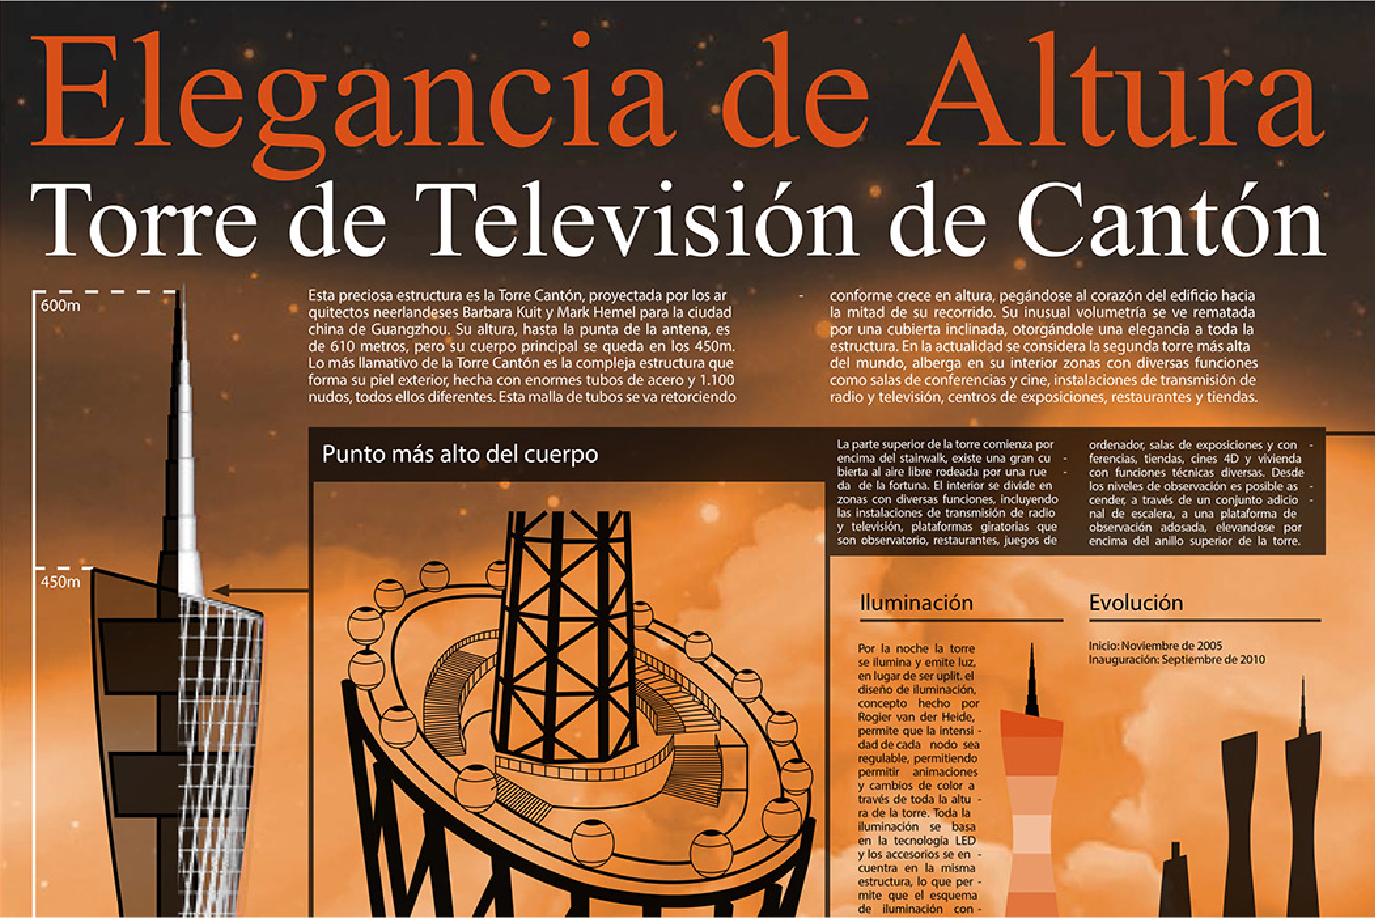 Elegancia de Altura
Torre de Televisión de Cantón
600m
450m
Esta preciosa estructura es la Torre Cantón, proyectada por los ar -
quitectos neerlandeses Barbara Kuit y Mark Hemel para la ciudad
china de Guangzhou. Su altura, hasta la punta de la antena, es
de 610 metros, pero su cuerpo principal se queda en los 450m.
Lo más llamativo de la Torre Cantón es la compleja estructura que
forma su piel exterior, hecha con enormes tubos de acero y 1.100
nudos, todos ellos diferentes. Esta malla de tubos se va retorciendo
conforme crece en altura, pegándose al corazón del edificio hacia
la mitad de su recorrido. Su inusual volumetría se ve rematada
por una cubierta inclinada, otorgándole una elegancia a toda la
estructura. En la actualidad se considera la segunda torre más alta
del mundo, alberga en su interior zonas con diversas funciones
como salas de conferencias y cine, instalaciones de transmisión de
radio y televisión, centros de exposiciones, restaurantes y tiendas.
Punto más alto del cuerpo
La parte superior de la torre comienza por
encima del stairwalk, existe una gran cu -
bierta al aire libre rodeada por una rue -
da de la fortuna. El interior se divide en
zonas con diversas funciones, incluyendo
las instalaciones de transmisión de radio
y televisión, plataformas giratorias que
son observatorio, restaurantes, juegos de
ordenador, salas de exposiciones y con -
ferencias, tiendas, cines 4D y vivienda
con funciones técnicas diversas. Desde
los niveles de observación es posible as -
cender, a través de un conjunto adicio -
nal de escalera, a una plataforma de
observación adosada, elevandose por
encima del anillo superior de la torre.
Iluminación
Por la noche la torre
se ilumina y emite luz,
en lugar de ser uplit. el
diseño de iluminación,
concepto hecho por
Rogier van der Heide,
permite que la intensi -
dad de cada nodo sea
regulable, permitiendo
permitir animaciones
y cambios de color a
través de toda la altu -
ra de la torre. Toda la
iluminación se basa
en la tecnología LED
y los accesorios se en -
cuentra en la misma
estructura, lo que per -
mite que el esquema
de iluminación con -
Evolución
Inicio: Noviembre de 2005
Inauguración: Septiembre de 2010